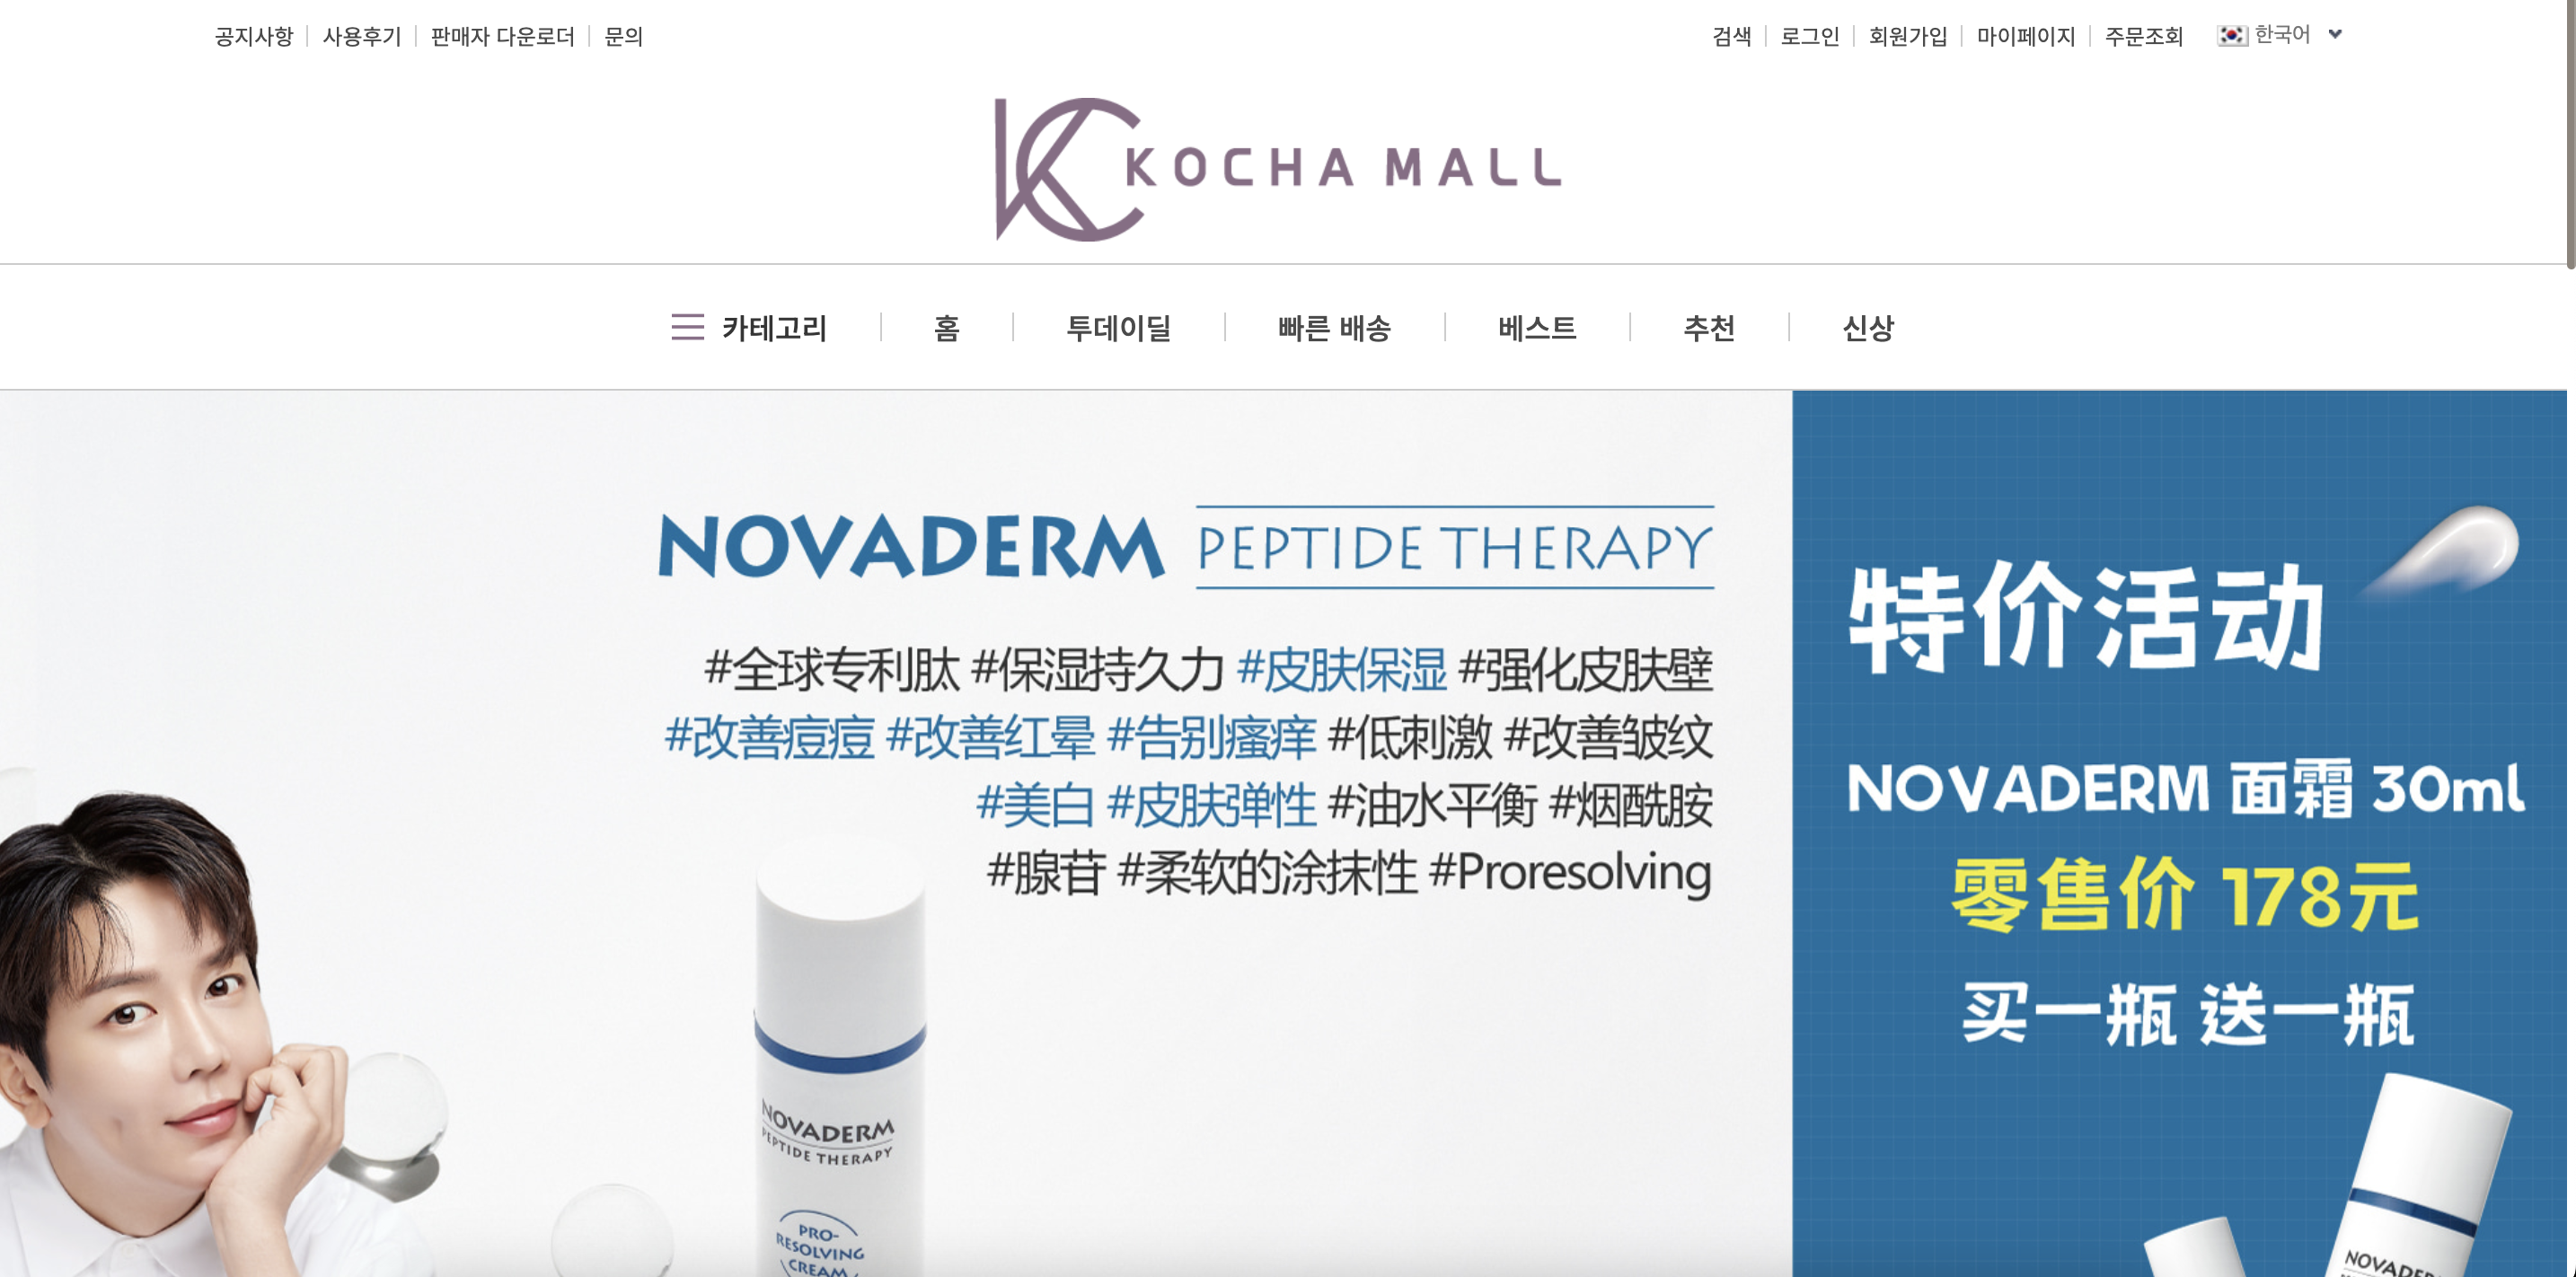 공지사항 사용후기 판매자 다운로더 문의
검색 로그인 회원가입 마이페이지 주문조회 한국어
KOCHA MALL
카테고리 홈 투데이딜 빠른 배송 베스트 추천 신상
NOVADERM PEPTIDE THERAPY
#全球专利肽 #保湿持久力 #皮肤保湿 #强化皮肤壁
#改善痘痘 #改善红晕 #告别瘙痒 #低刺激 #改善皱纹
#美白 #皮肤弹性 #油水平衡 #烟酰胺
#腺苷 #柔软的涂抹性 #Proresolving
NOVADERM
PEPTIDE THERAPY
PRO-
RESOLVING
CREAM
特价活动
NOVADERM 面霜 30ml
零售价 178元
买一瓶 送一瓶